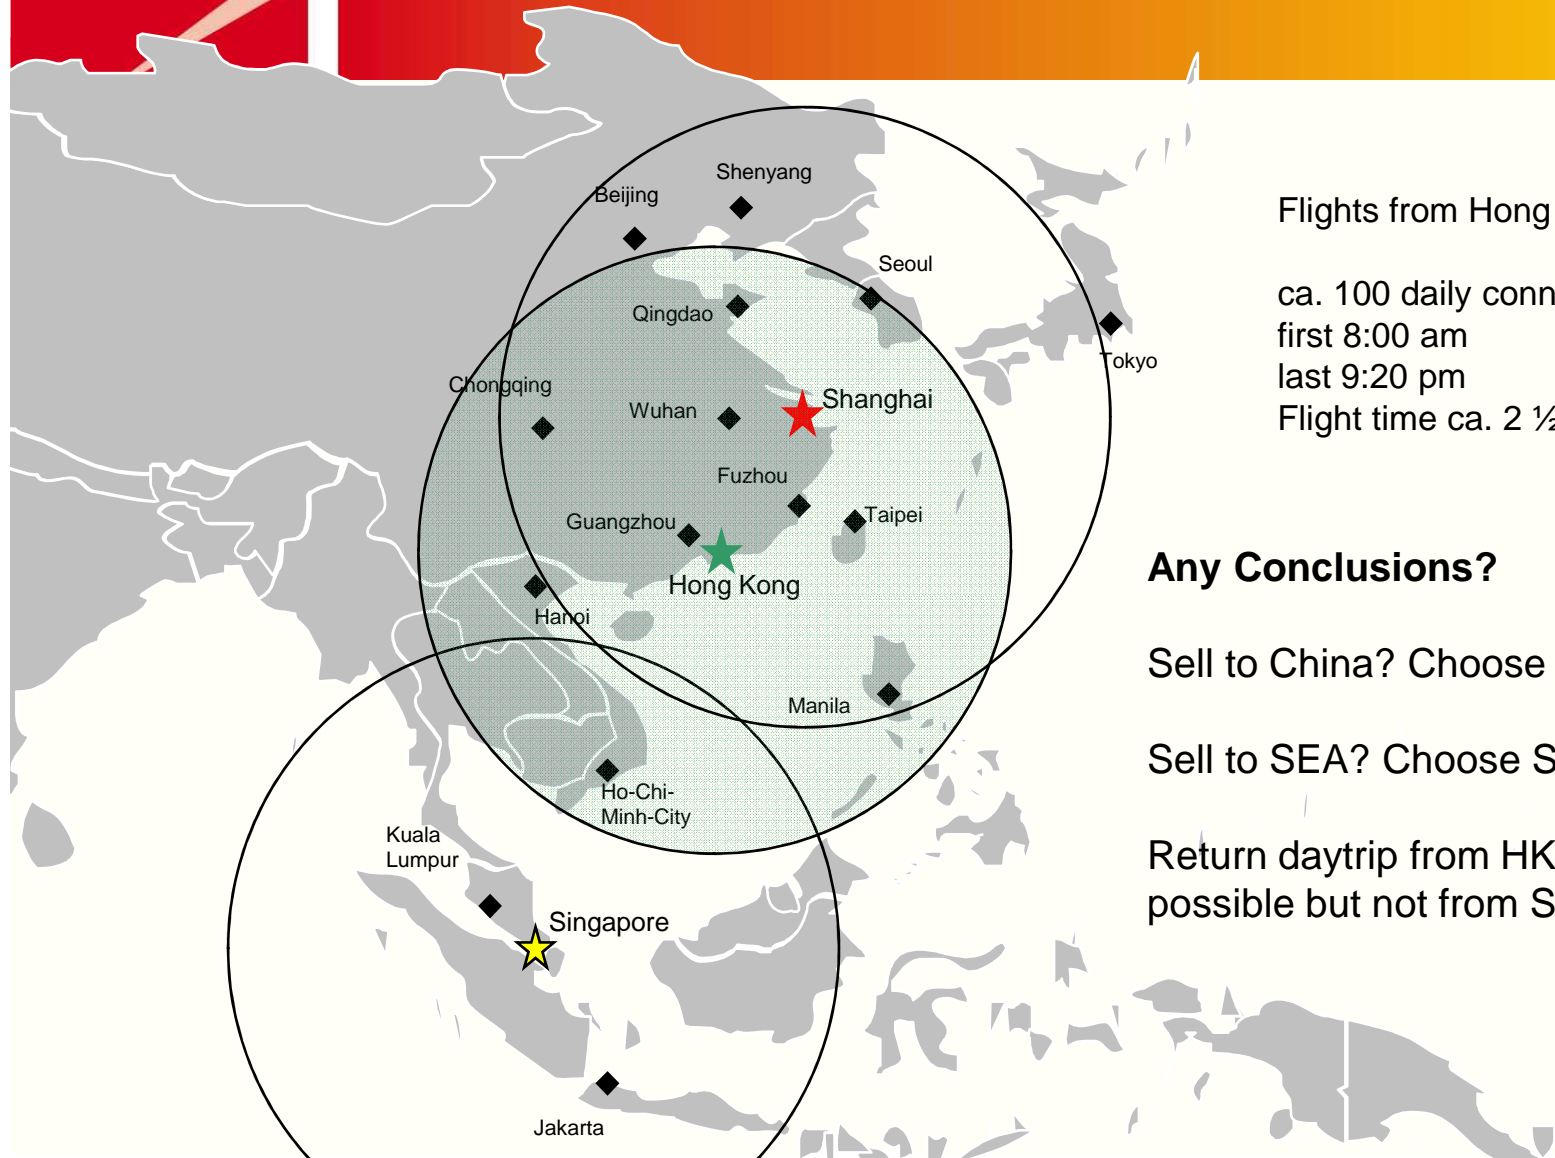 Shenyang
Beijing
Flights from Hong
Seoul
ca. 100 daily conn
Qingdao
first 8:00 am
Tokyo
last 9:20 pm
Chongqing
Shanghai
Wuhan
Flight time ca. 2 ½
Fuzhou
Guangzhou
Taipei
Hong Kong
Any Conclusions?
Hanoi
Sell to China? Choose
Manila
Sell to SEA? Choose S
Ho-Chi-
Minh-City
Kuala
Lumpur
Return daytrip from HK
possible but not from S
Singapore
Jakarta